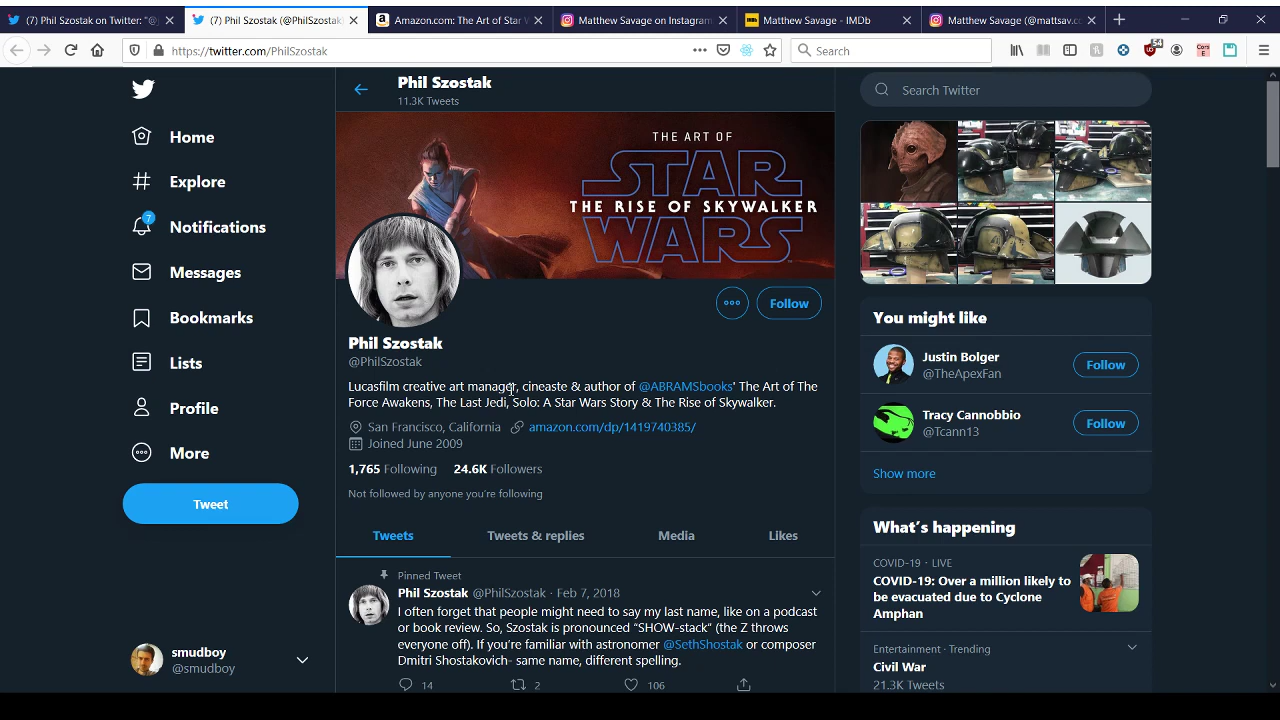 (7) Phil Szostak on Twitter: "@
(7) Phil Szostak (@PhilSzostak)
Amazon.com: The Art of Star W
Matthew Savage on Instagram
Matthew Savage - IMDb
Matthew Savage (@mattsav.co
https://twitter.com/PhilSzostak
Search
54
Phil Szostak
11.3K Tweets
Search Twitter
Home
Explore
7
Notifications
Messages
Bookmarks
Lists
Profile
More
Tweet
THE ART OF
STAR
THE RISE OF SKYWALKER
WARS
Follow
Phil Szostak
@PhilSzostak
Lucasfilm creative art manager, cineaste & author of @ABRAMSbooks' The Art of The
Force Awakens, The Last Jedi, Solo: A Star Wars Story & The Rise of Skywalker.
San Francisco, California amazon.com/dp/1419740385/
Joined June 2009
1,765 Following 24.6K Followers
Not followed by anyone you're following
Tweets
Tweets & replies
Media
Likes
Pinned Tweet
Phil Szostak @PhilSzostak · Feb 7, 2018
I often forget that people might need to say my last name, like on a podcast
or book review. So, Szostak is pronounced "SHOW-stack" (the Z throws
everyone off). If you're familiar with astronomer @SethShostak or composer
Dmitri Shostakovich- same name, different spelling.
14
2
106
You might like
Justin Bolger
@TheApexFan
Follow
Tracy Cannobbio
@Tcann13
Follow
Show more
What's happening
COVID-19 · LIVE
COVID-19: Over a million likely to
be evacuated due to Cyclone
Amphan
Entertainment · Trending
Civil War
21.3K Tweets
smudboy
@smudboy